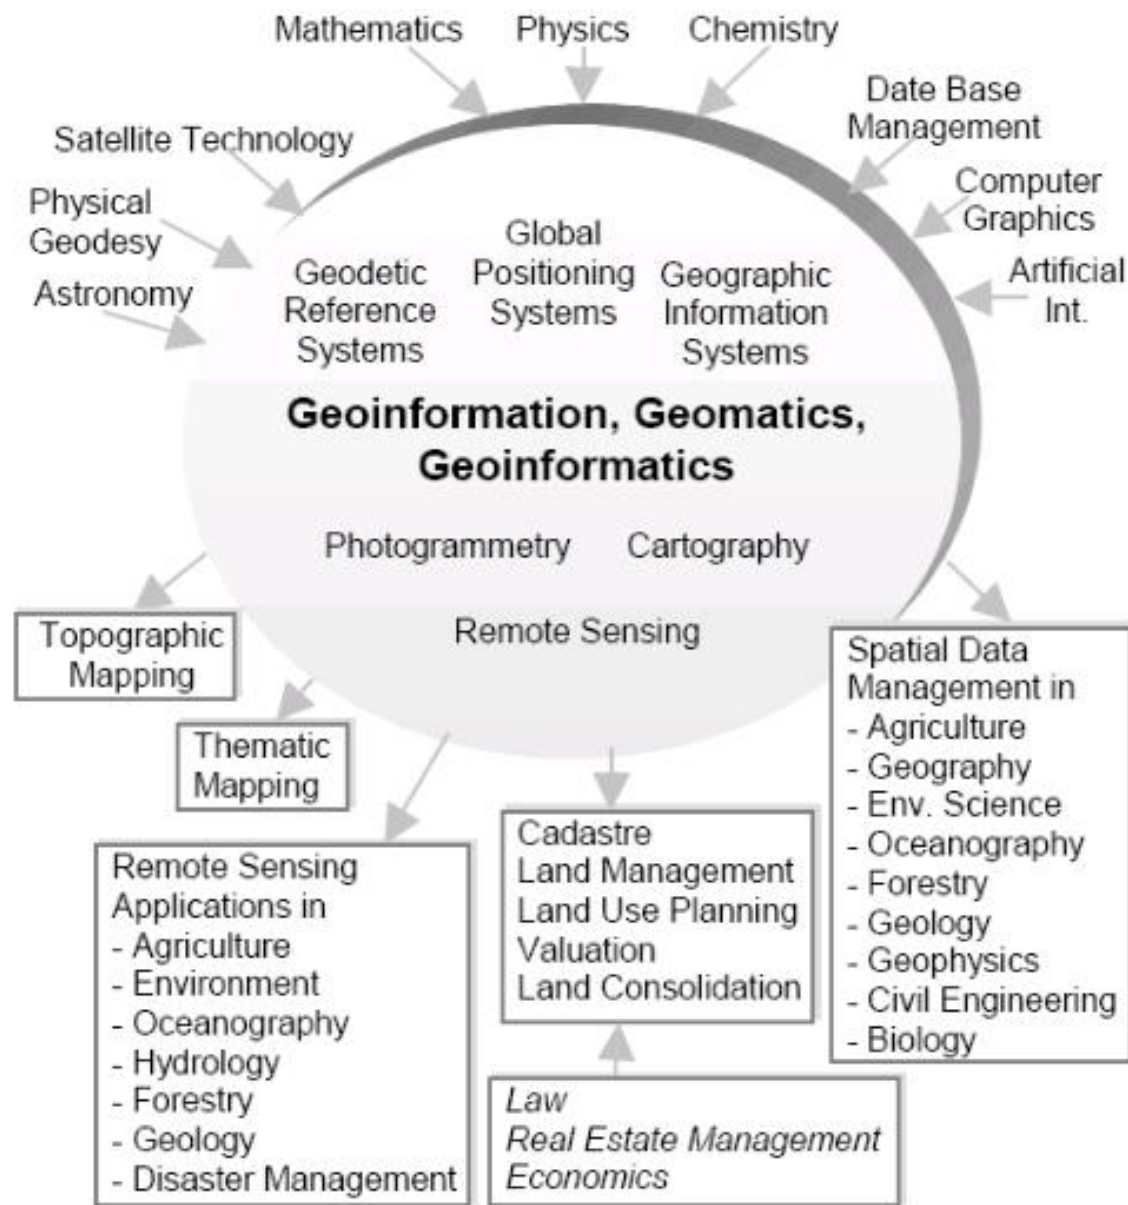 Mathematics
Physics
Chemistry
Satellite Technology
Date Base
Management
Physical
Geodesy
Computer
Graphics
Astronomy
Artificial
Int.
Geodetic
Reference
Systems
Global
Positioning
Systems
Geographic
Information
Systems
Geoinformation, Geomatics,
Geoinformatics
Photogrammetry
Cartography
Remote Sensing
Topographic
Mapping
Thematic
Mapping
Remote Sensing
Applications in
- Agriculture
- Environment
- Oceanography
- Hydrology
- Forestry
- Geology
- Disaster Management
Cadastre
Land Management
Land Use Planning
Valuation
Land Consolidation
Law
Real Estate Management
Economics
Spatial Data
Management in
- Agriculture
- Geography
- Env. Science
- Oceanography
- Forestry
- Geology
- Geophysics
- Civil Engineering
- Biology